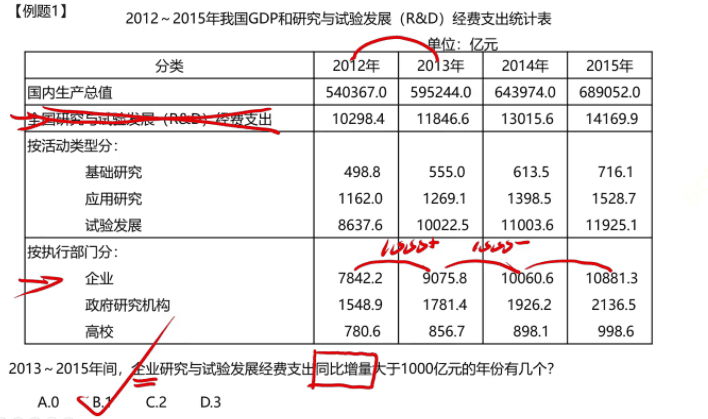 【例题1】
2012～2015年我国GDP和研究与试验发展（R&D）经费支出统计表
单位：亿元
分类 2012年 2013年 2014年 2015年
国内生产总值 540367.0 595244.0 643974.0 689052.0
全国研究与试验发展（R&D）经费支出 10298.4 11846.6 13015.6 14169.9
按活动类型分：
基础研究 498.8 555.0 613.5 716.1
应用研究 1162.0 1269.1 1398.5 1528.7
试验发展 8637.6 10022.5 11003.6 11925.1
1000+ 1000-
按执行部门分：
企业 7842.2 9075.8 10060.6 10881.3
政府研究机构 1548.9 1781.4 1926.2 2136.5
高校 780.6 856.7 898.1 998.6
2013～2015年间，企业研究与试验发展经费支出同比增量大于1000亿元的年份有几个？
A.0 B.1 C.2 D.3